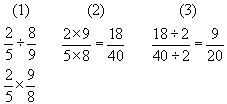 (1) (2) (3)
2/5 ÷ 8/9 (2×9)/(5×8) = 18/40 (18÷2)/(40÷2) = 9/20
2/5 × 9/8